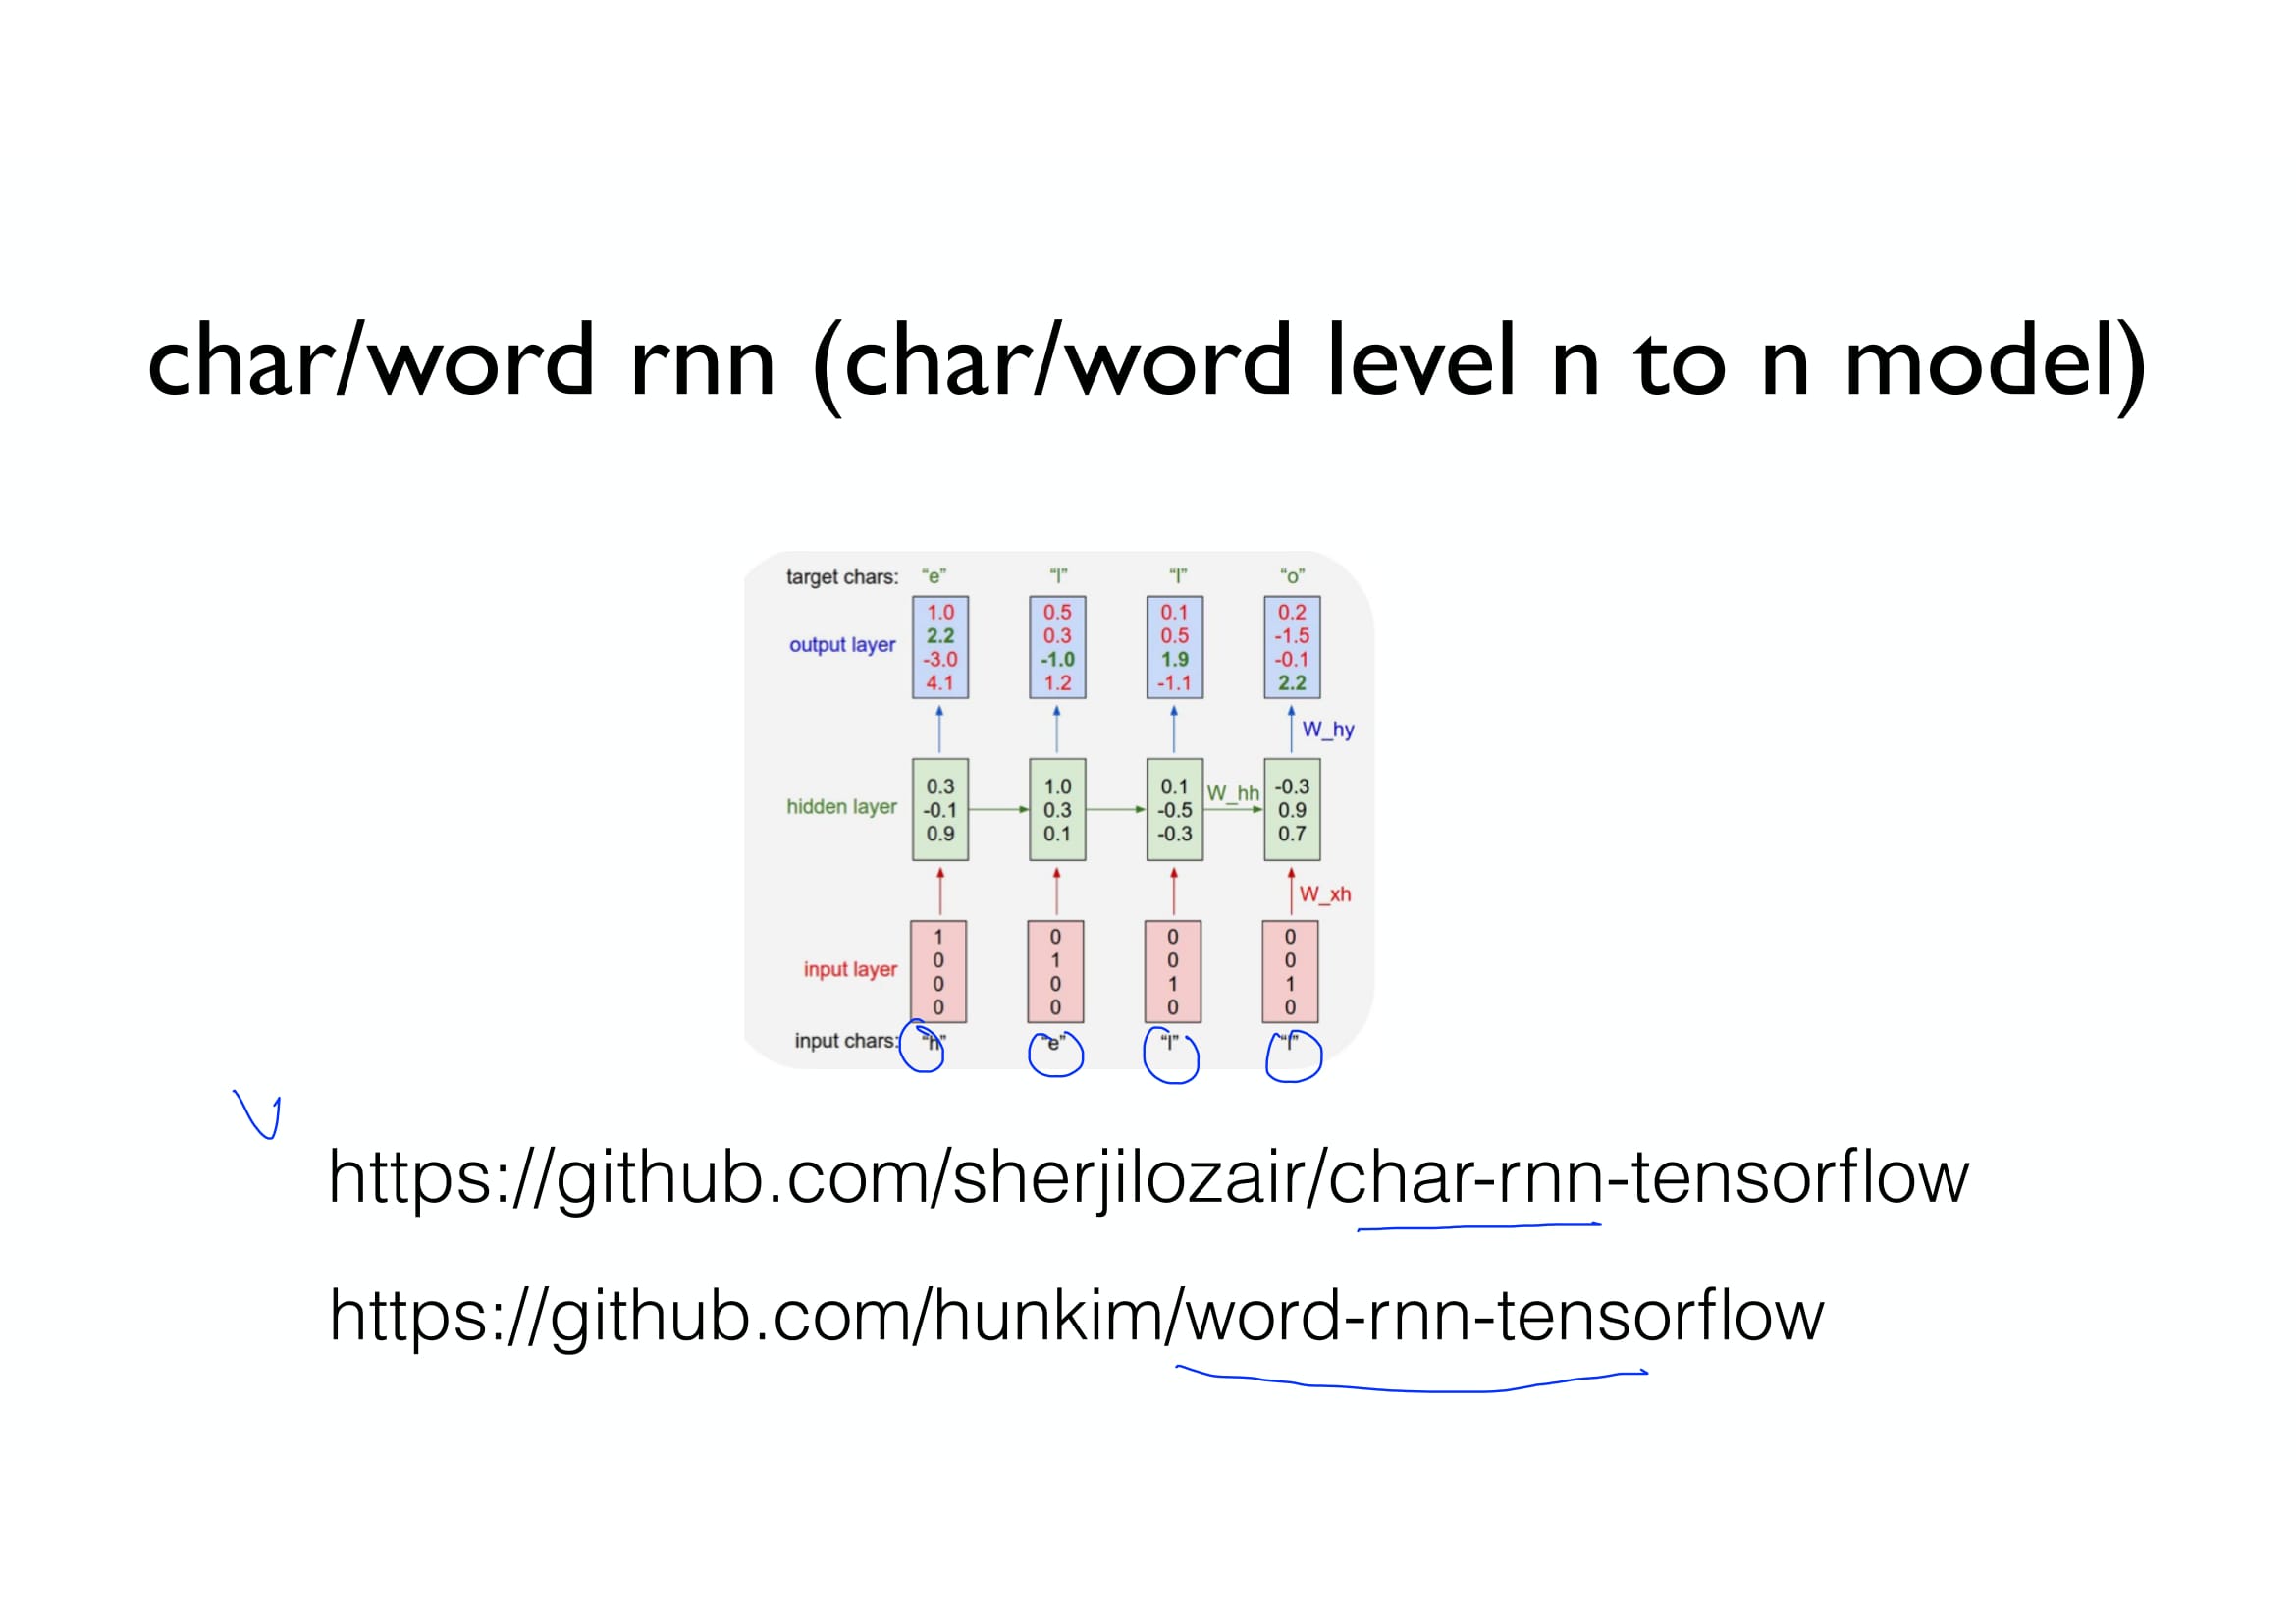 char/word rnn (char/word level n to n model)
target chars: “e” “l” “l” “o”
1.0 0.5 0.1 0.2
output layer 2.2 0.3 0.5 -1.5
-3.0 -1.0 1.9 -0.1
4.1 1.2 -1.1 2.2
W_hy
0.3 1.0 0.1 W_hh -0.3
hidden layer -0.1 0.3 -0.5 0.9
0.9 0.1 -0.3 0.7
W_xh
1 0 0 0
input layer 0 1 0 0
0 0 1 1
0 0 0 0
input chars: “h” “e” “l” “l”
https://github.com/sherjilozair/char-rnn-tensorflow
https://github.com/hunkim/word-rnn-tensorflow